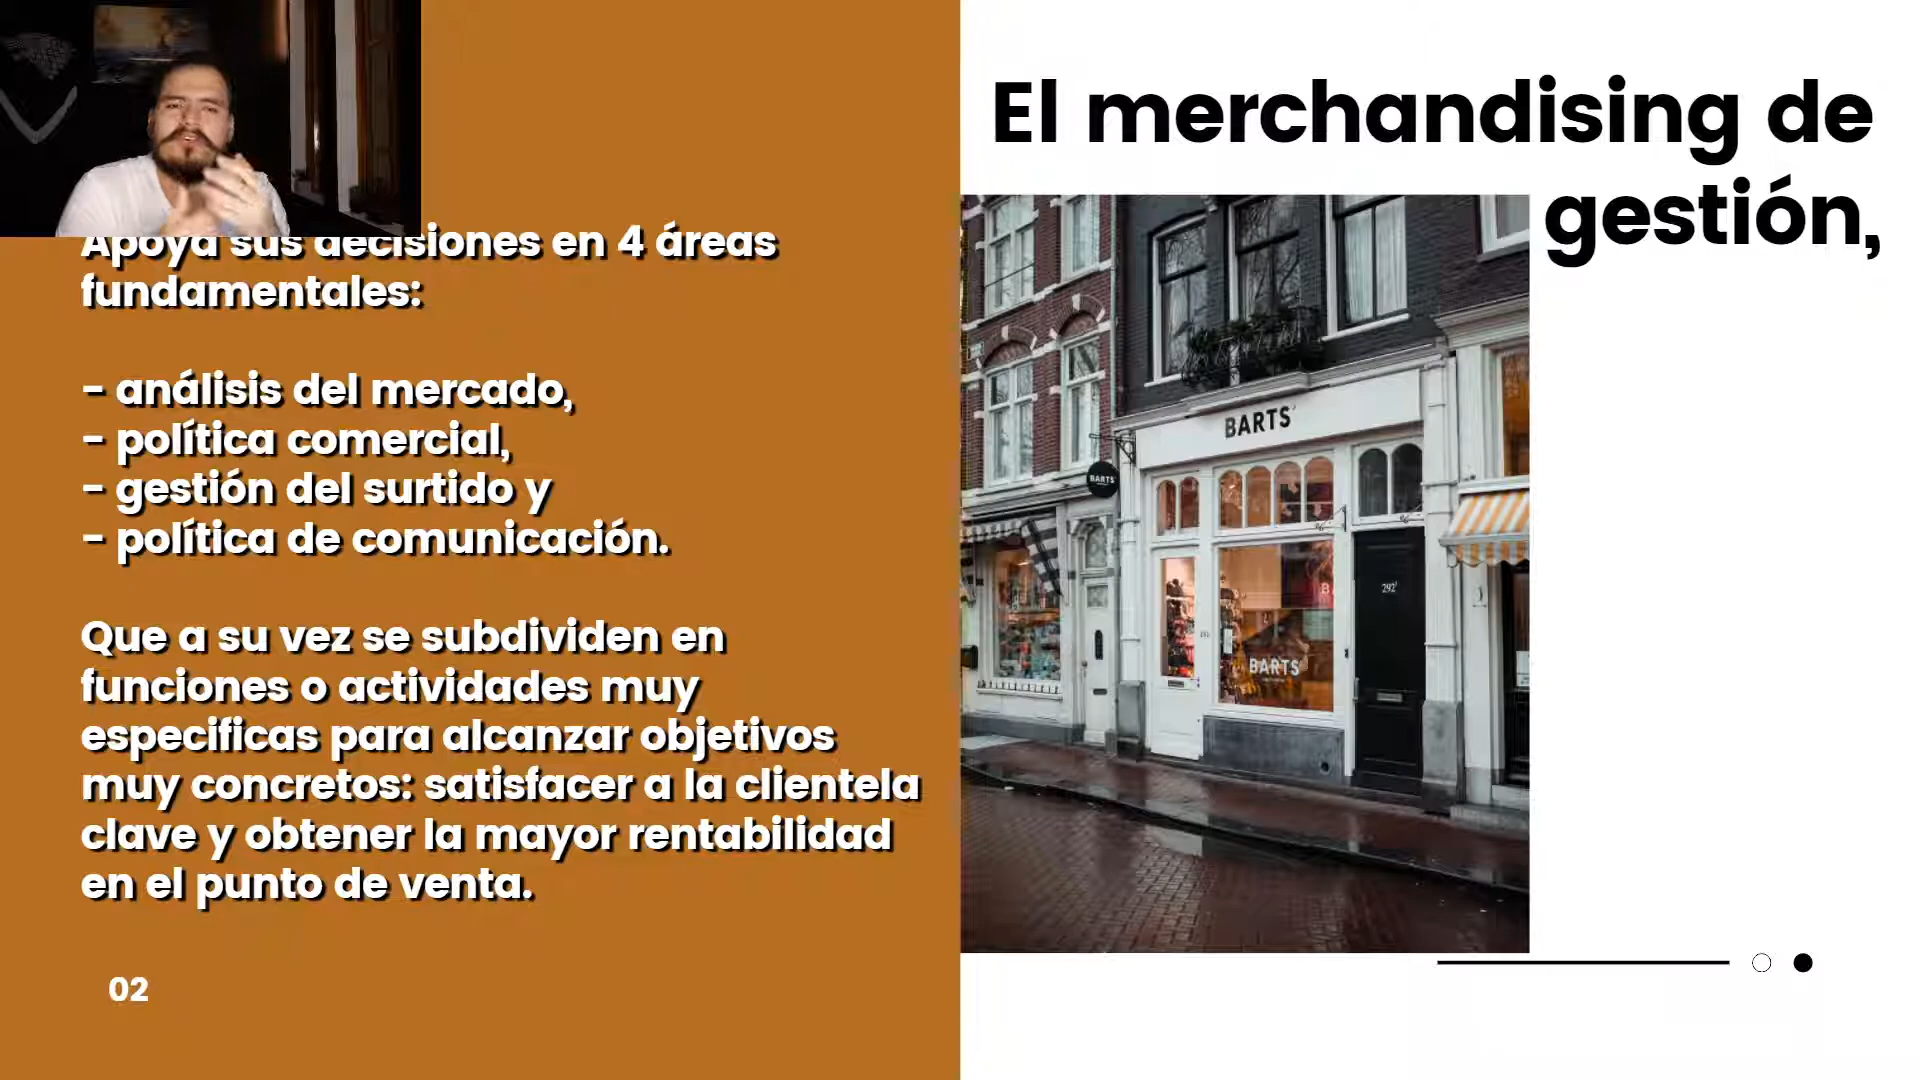 El merchandising de
gestión,
Apoya sus decisiones en 4 áreas
fundamentales:
- análisis del mercado,
- política comercial,
- gestión del surtido y
- política de comunicación.
Que a su vez se subdividen en
funciones o actividades muy
especificas para alcanzar objetivos
muy concretos: satisfacer a la clientela
clave y obtener la mayor rentabilidad
en el punto de venta.
02
BARTS
BARTS
292
BARTS